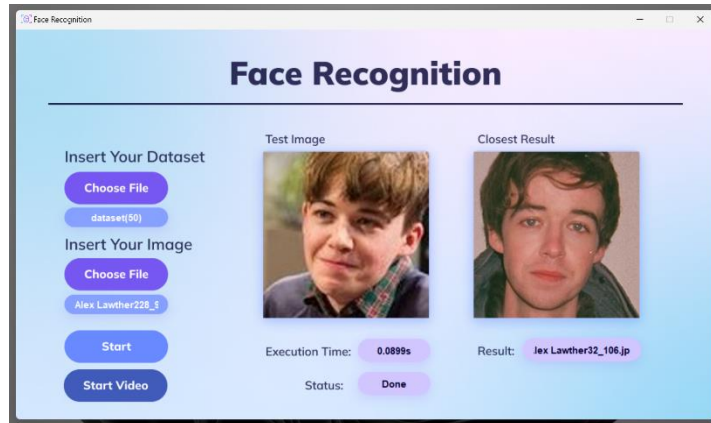 Face Recognition
Face Recognition
Test Image
Closest Result
Insert Your Dataset
Choose File
dataset(50)
Insert Your Image
Choose File
Alex Lawther228_
Start
Execution Time: 0.0899s
Result: lex Lawther32_106.jp
Start Video
Status: Done